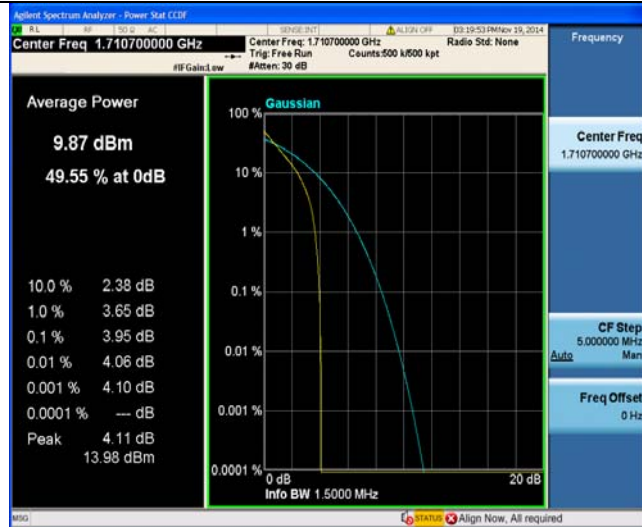 Agilent Spectrum Analyzer - Power Stat CCDF
RL RF 50 Ω AC SENSE:INT ALIGN OFF 03:19:53 PM Nov 19, 2014
Center Freq 1.710700000 GHz
Center Freq: 1.710700000 GHz Radio Std: None
Trig: Free Run Counts:500 k/500 kpt
#IFGain:Low #Atten: 30 dB
Frequency
Average Power
9.87 dBm
49.55 % at 0dB
10.0 % 2.38 dB
1.0 % 3.65 dB
0.1 % 3.95 dB
0.01 % 4.06 dB
0.001 % 4.10 dB
0.0001 % --- dB
Peak 4.11 dB
13.98 dBm
Gaussian
100 %
10 %
1 %
0.1 %
0.01 %
0.001 %
0.0001 %
0 dB 20 dB
Info BW 1.5000 MHz
Center Freq
1.710700000 GHz
CF Step
5.000000 MHz
Auto Man
Freq Offset
0 Hz
MSG STATUS Align Now, All required